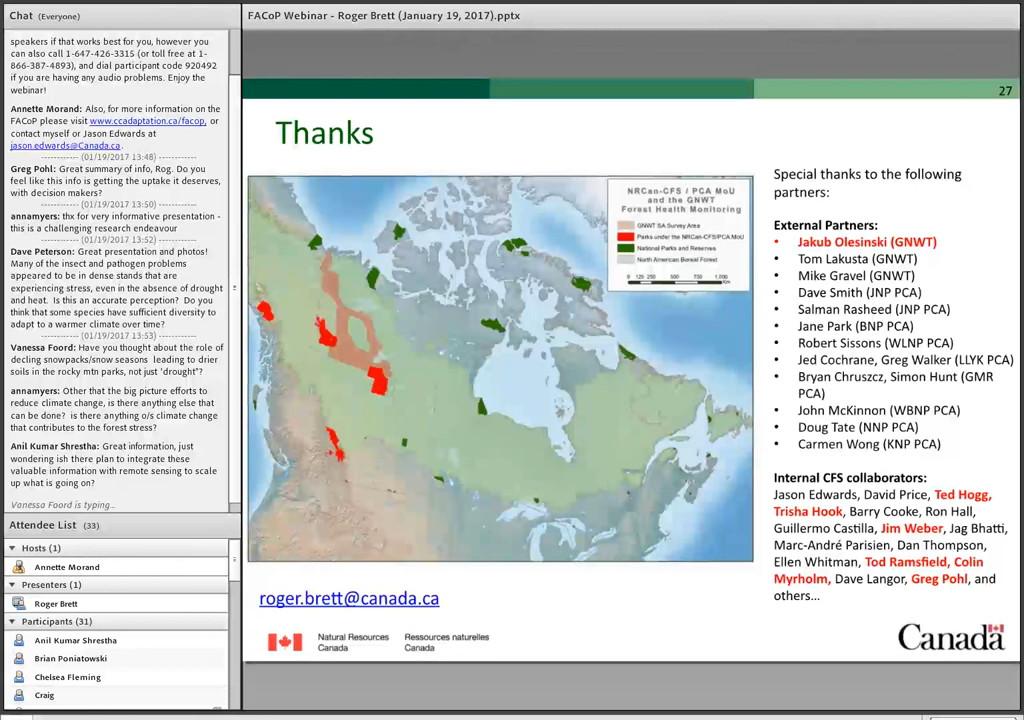 Chat (Everyone)
speakers if that works best for you, however you
can also call 1-647-426-3315 (or toll free at 1-
866-387-4893), and dial participant code 920492
if you are having any audio problems. Enjoy the
webinar!
Annette Morand: Also, for more information on the
FACoP please visit www.ccadaptation.ca/facop, or
contact myself or Jason Edwards at
jason.edwards@Canada.ca.
------------ (01/19/2017 13:48) ------------
Greg Pohl: Great summary of info, Rog. Do you
feel like this info is getting the uptake it deserves,
with decision makers?
------------ (01/19/2017 13:50) ------------
annamyers: thx for very informative presentation -
this is a challenging research endeavour
------------ (01/19/2017 13:52) ------------
Dave Peterson: Great presentation and photos!
Many of the insect and pathogen problems
appeared to be in dense stands that are
experiencing stress, even in the absence of drought
and heat. Is this an accurate perception? Do you
think that some species have sufficient diversity to
adapt to a warmer climate over time?
------------ (01/19/2017 13:53) ------------
Vanessa Foord: Have you thought about the role of
decling snowpacks/snow seasons leading to drier
soils in the rocky mtn parks, not just 'drought"?
annamyers: Other that the big picture efforts to
reduce climate change, is there anything else that
can be done? is there anything o/s climate change
that contributes to the forest stress?
Anil Kumar Shrestha: Great information, just
wondering ish there plan to integrate these
valuable information with remote sensing to scale
up what is going on?
Vanessa Foord is typing...
Attendee List (33)
Hosts (1)
Annette Morand
Presenters (1)
Roger Brett
Participants (31)
Anil Kumar Shrestha
Brian Poniatowski
Chelsea Fleming
Craig
FACoP Webinar - Roger Brett (January 19, 2017).pptx
27
Thanks
NRCan-CFS / PCA MoU
and the GNWT
Forest Health Monitoring
GNWT SA Survey Area
Parks under the NRCan-CFS/PCA MoU
National Parks and Reserves
North American Boreal Forest
0 125 250 500 750 1,000
Km
roger.brett@canada.ca
Natural Resources Ressources naturelles
Canada Canada
Special thanks to the following
partners:
External Partners:
• Jakub Olesinski (GNWT)
• Tom Lakusta (GNWT)
• Mike Gravel (GNWT)
• Dave Smith (JNP PCA)
• Salman Rasheed (JNP PCA)
• Jane Park (BNP PCA)
• Robert Sissons (WLNP PCA)
• Jed Cochrane, Greg Walker (LLYK PCA)
• Bryan Chruszcz, Simon Hunt (GMR
PCA)
• John McKinnon (WBNP PCA)
• Doug Tate (NNP PCA)
• Carmen Wong (KNP PCA)
Internal CFS collaborators:
Jason Edwards, David Price, Ted Hogg,
Trisha Hook, Barry Cooke, Ron Hall,
Guillermo Castilla, Jim Weber, Jag Bhatti,
Marc-André Parisien, Dan Thompson,
Ellen Whitman, Tod Ramsfield, Colin
Myrholm, Dave Langor, Greg Pohl, and
others...
Canada